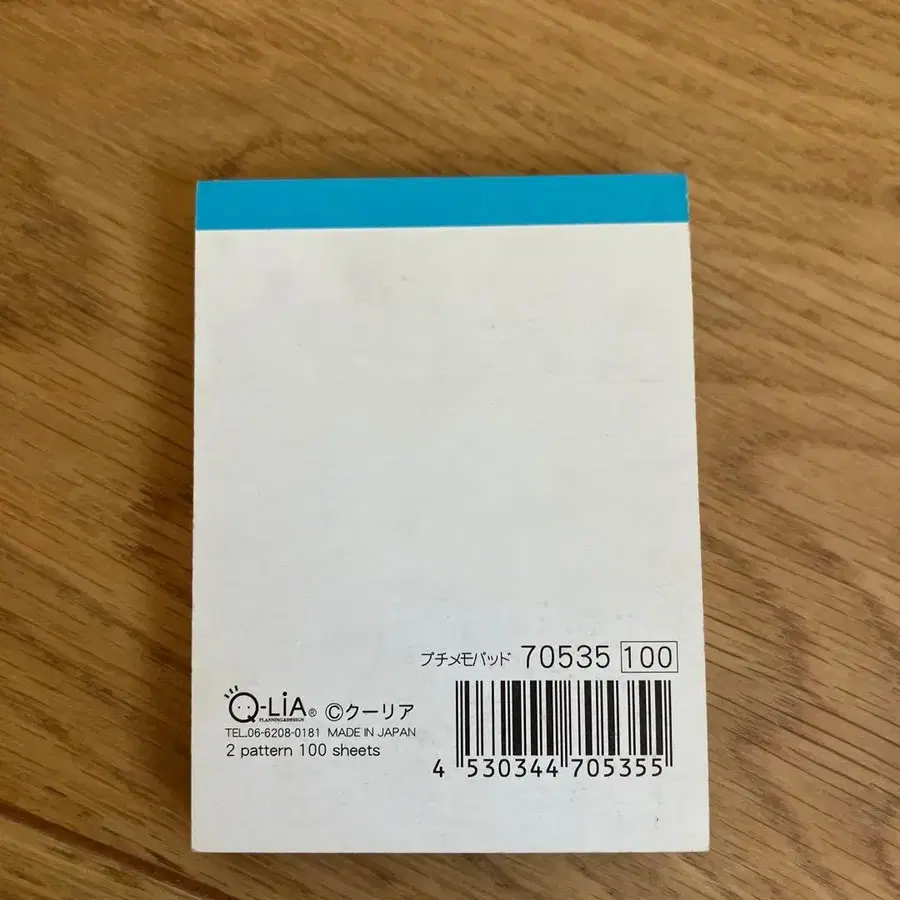 プチメモパッド 70535 100
Q-LiA® ©クーリア
PLANNING&DESIGN
TEL.06-6208-0181 MADE IN JAPAN
2 pattern 100 sheets
4 530344 705355